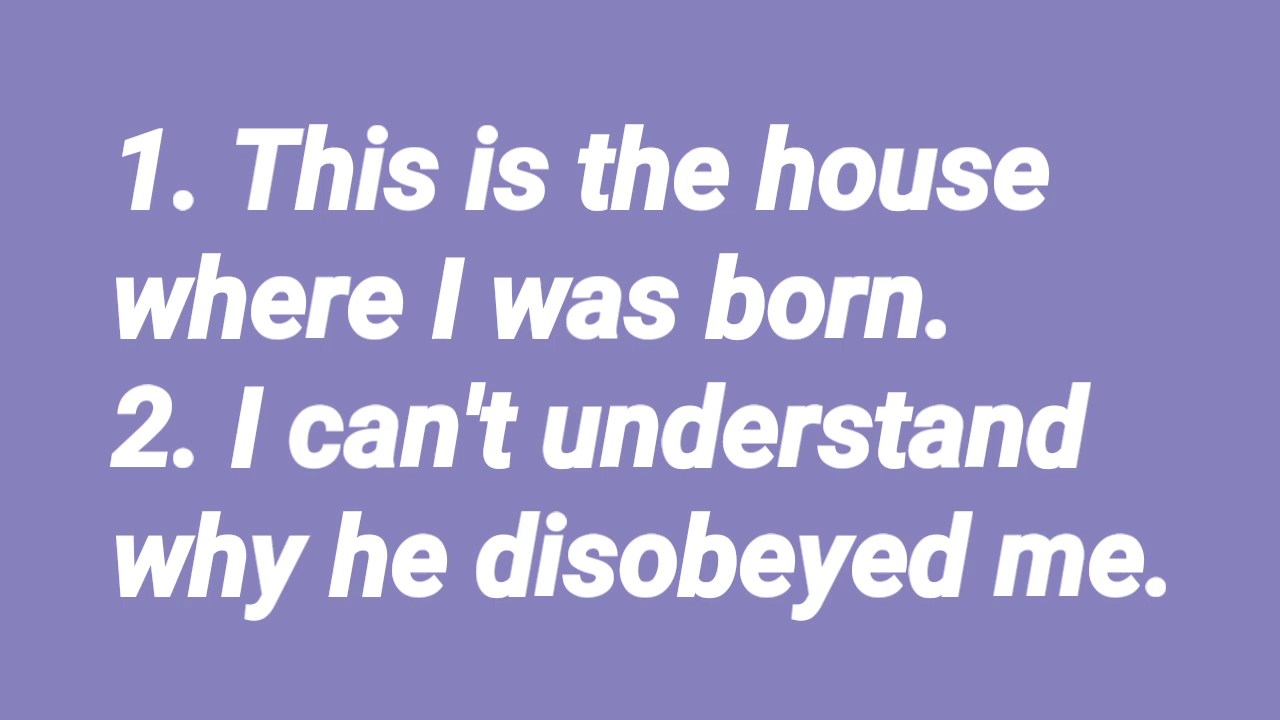 1. This is the house
where I was born.
2. I can't understand
why he disobeyed me.